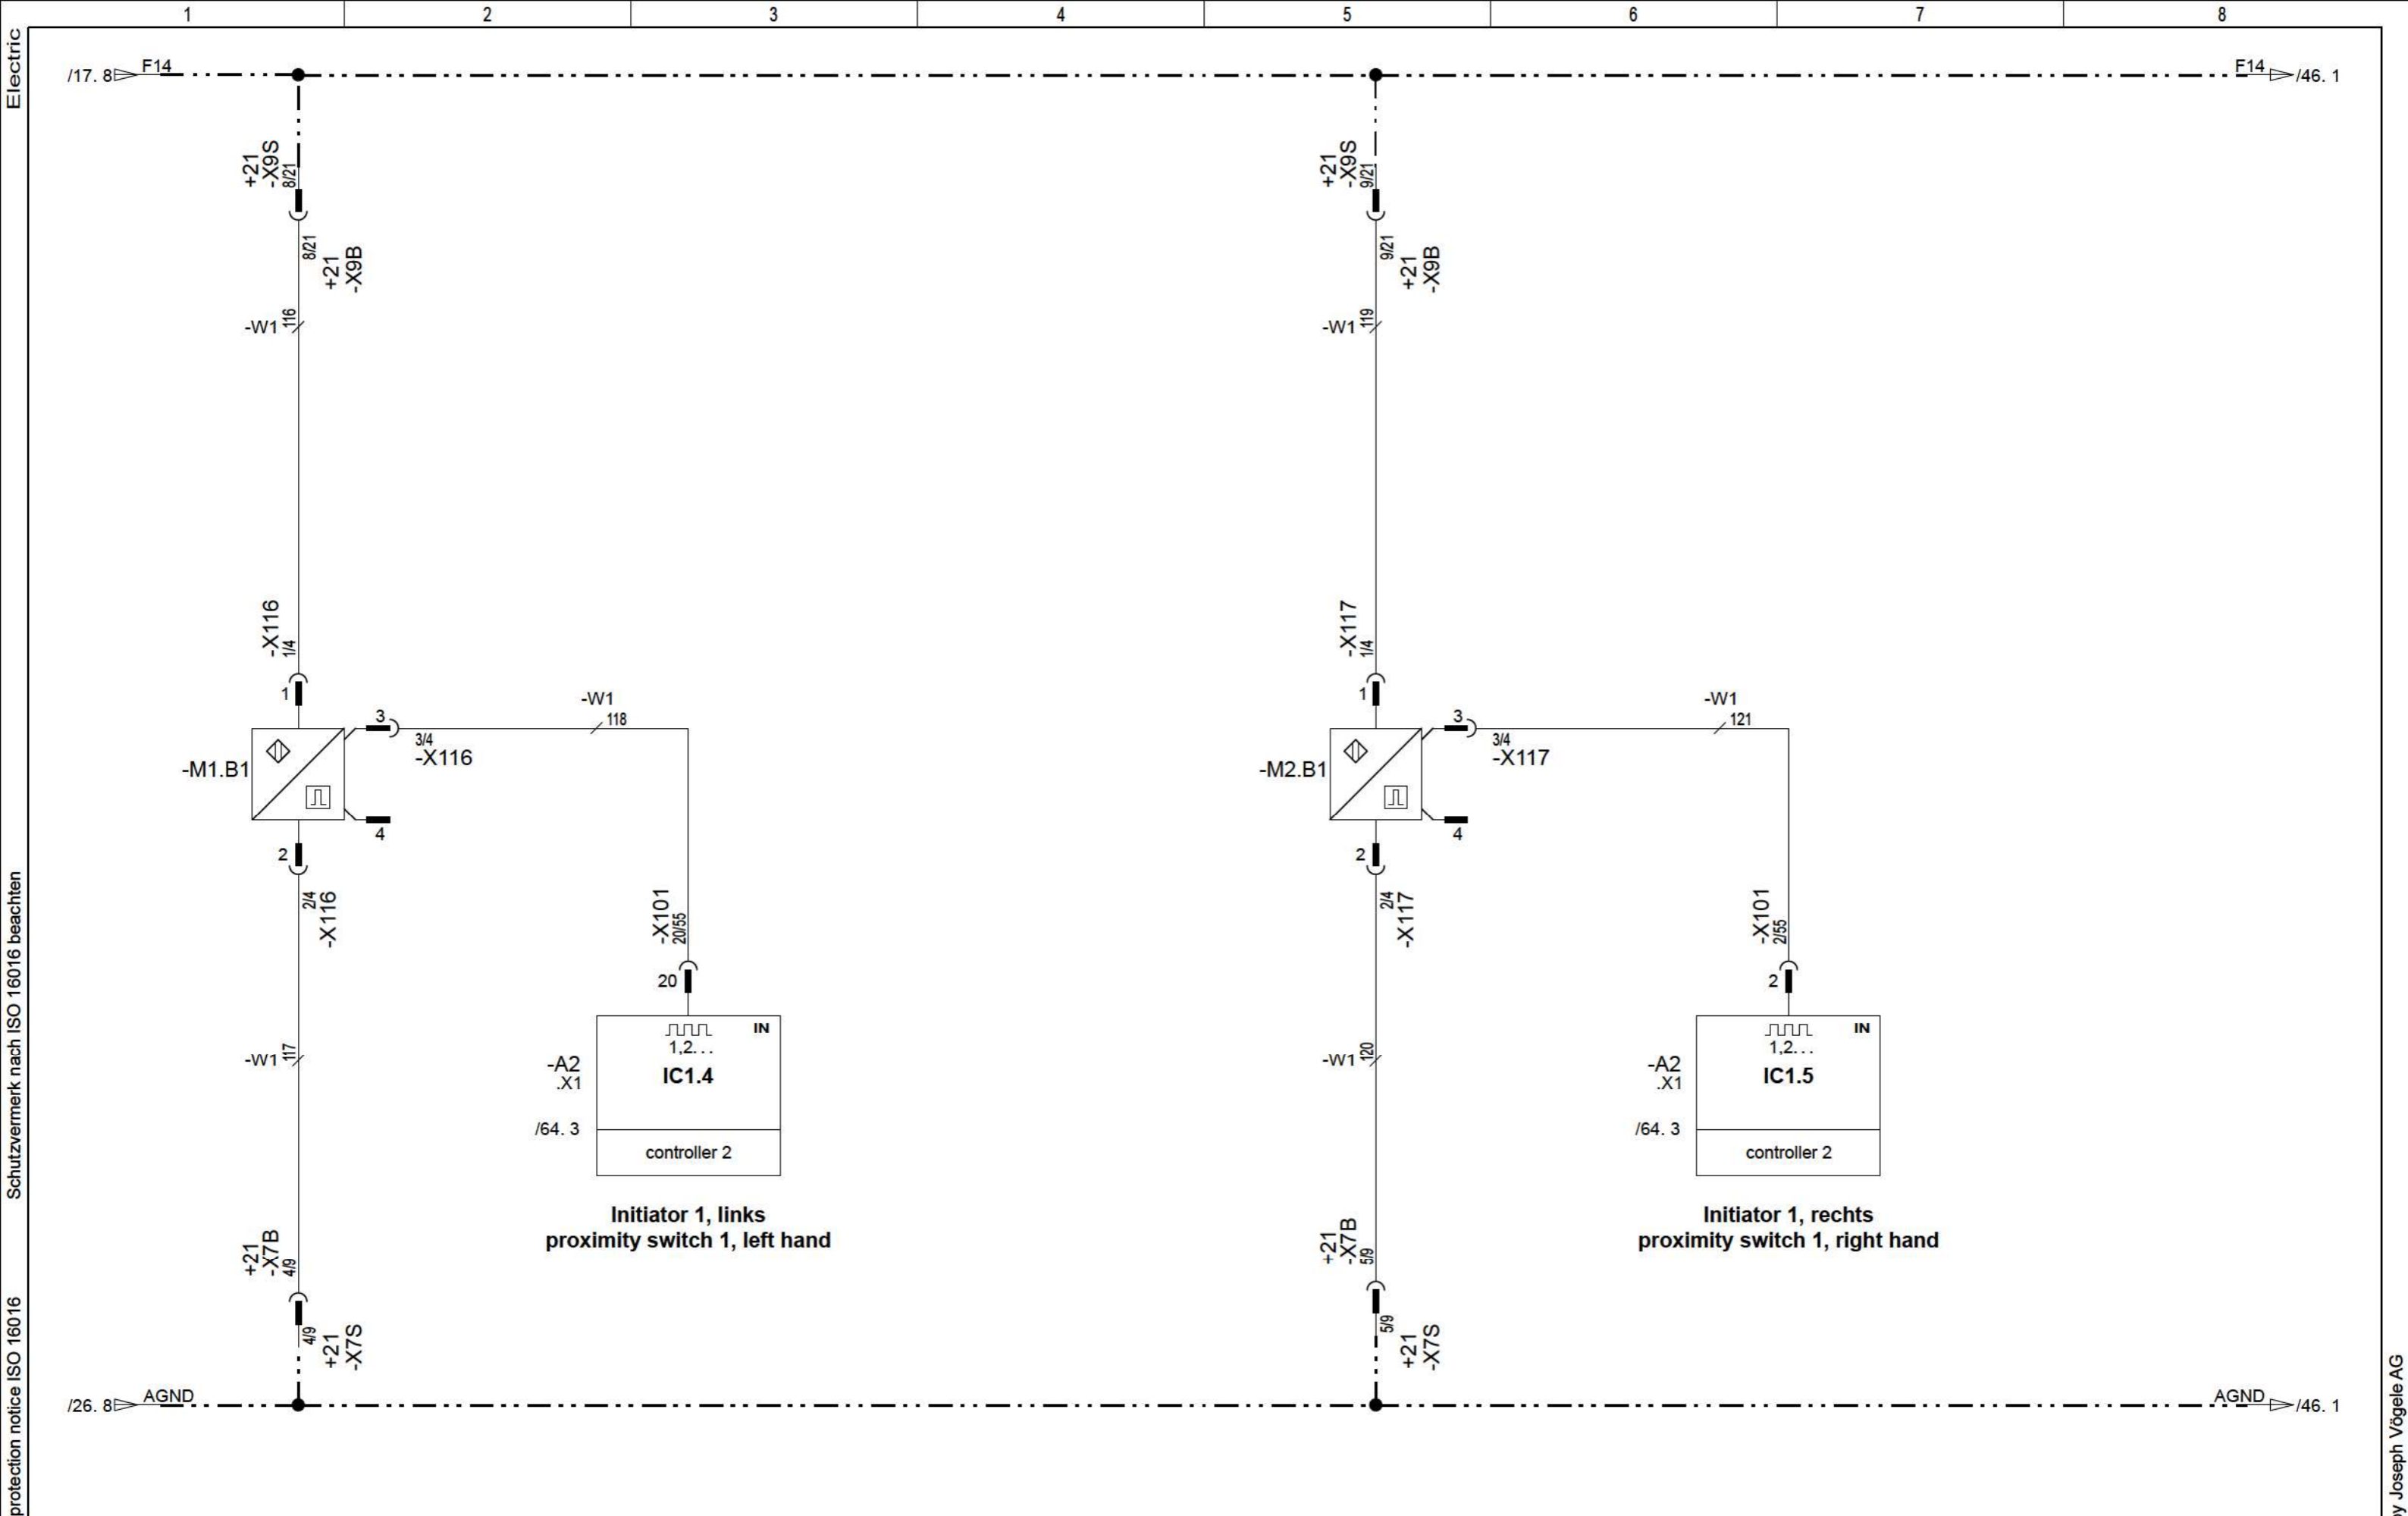 1 2 3 4 5 6 7 8
Electric
/17. 8 F14
F14 /46. 1
+21
-X9S
8/21
8/21
+21
-X9B
-W1 116
-X116
1/4
1
-M1.B1
3
3/4
-X116
4
2
2/4
-X116
-W1
118
-X101
20/55
20
IN
1,2...
IC1.4
-A2
.X1
/64. 3
controller 2
Initiator 1, links
proximity switch 1, left hand
-W1 117
+21
-X7B
4/9
4/9
+21
-X7S
+21
-X9S
9/21
9/21
+21
-X9B
-W1 119
-X117
1/4
1
-M2.B1
3
3/4
-X117
4
2
2/4
-X117
-W1
121
-X101
2/55
2
IN
1,2...
IC1.5
-A2
.X1
/64. 3
controller 2
Initiator 1, rechts
proximity switch 1, right hand
-W1 120
+21
-X7B
5/9
5/9
+21
-X7S
/26. 8 AGND
AGND /46. 1
Schutzvermerk nach ISO 16016 beachten
protection notice ISO 16016
Joseph Vögele AG